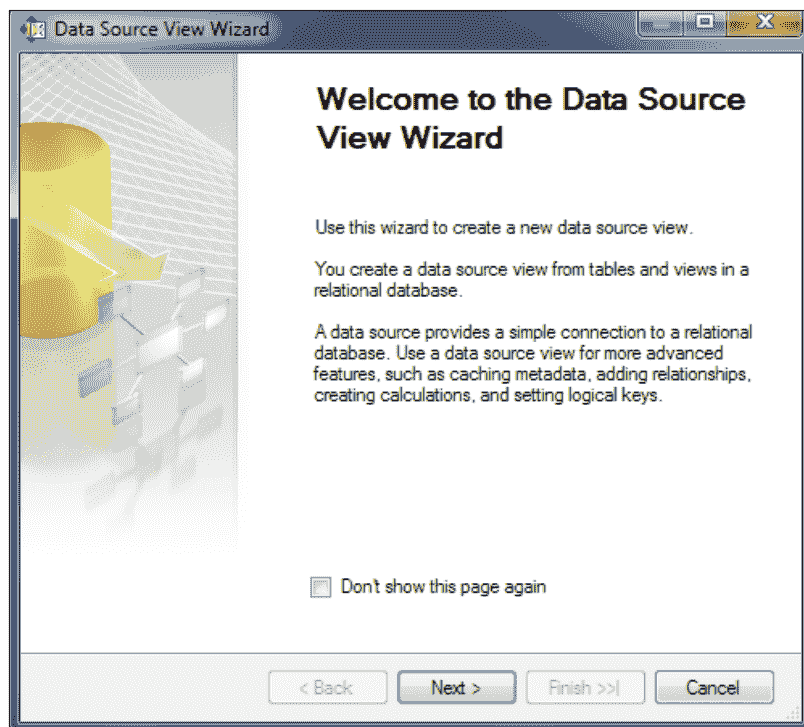 Data Source View Wizard
Welcome to the Data Source
View Wizard
Use this wizard to create a new data source view.
You create a data source view from tables and views in a
relational database.
A data source provides a simple connection to a relational
database. Use a data source view for more advanced
features, such as caching metadata, adding relationships,
creating calculations, and setting logical keys.
Don't show this page again
< Back
Next >
Finish >>|
Cancel